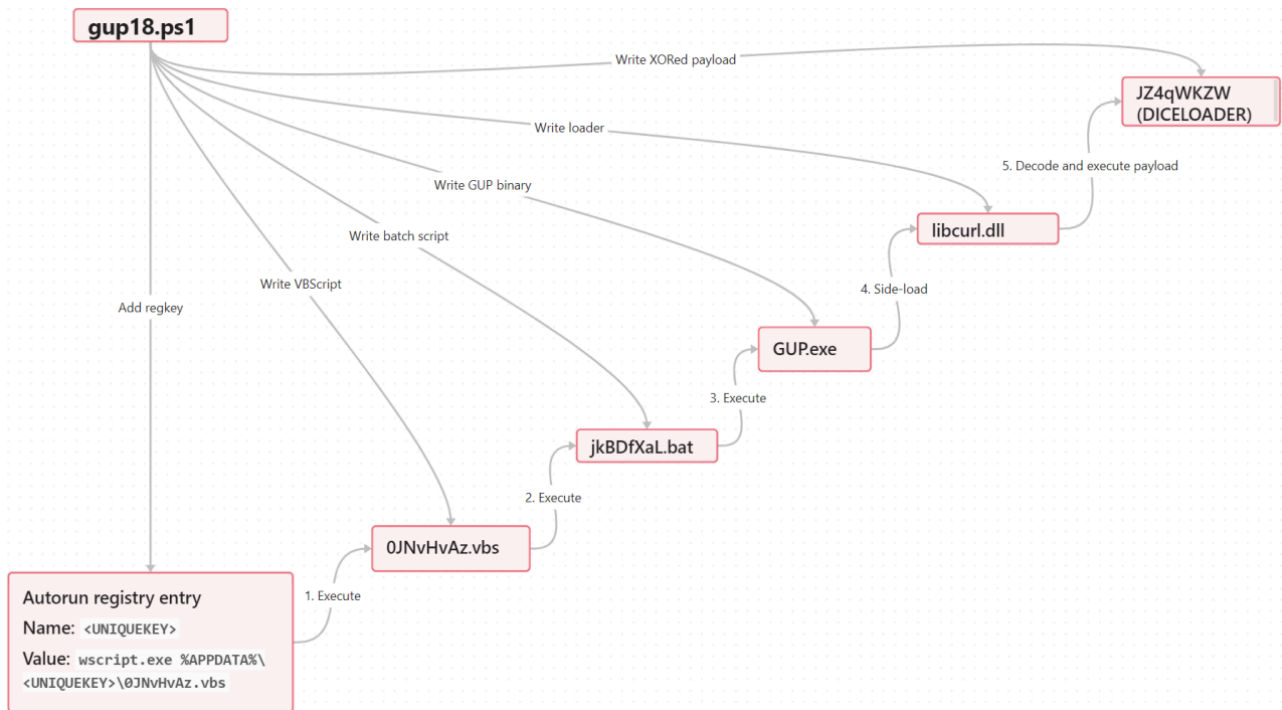 gup18.ps1
Write XORed payload
JZ4qWKZW
(DICELOADER)
Write loader
5. Decode and execute payload
Write GUP binary
libcurl.dll
Write batch script
Write VBScript
4. Side-load
Add regkey
GUP.exe
3. Execute
jkBDfXaL.bat
2. Execute
0JNvHvAz.vbs
1. Execute
Autorun registry entry
Name: <UNIQUEKEY>
Value: wscript.exe %APPDATA%\
<UNIQUEKEY>\0JNvHvAz.vbs